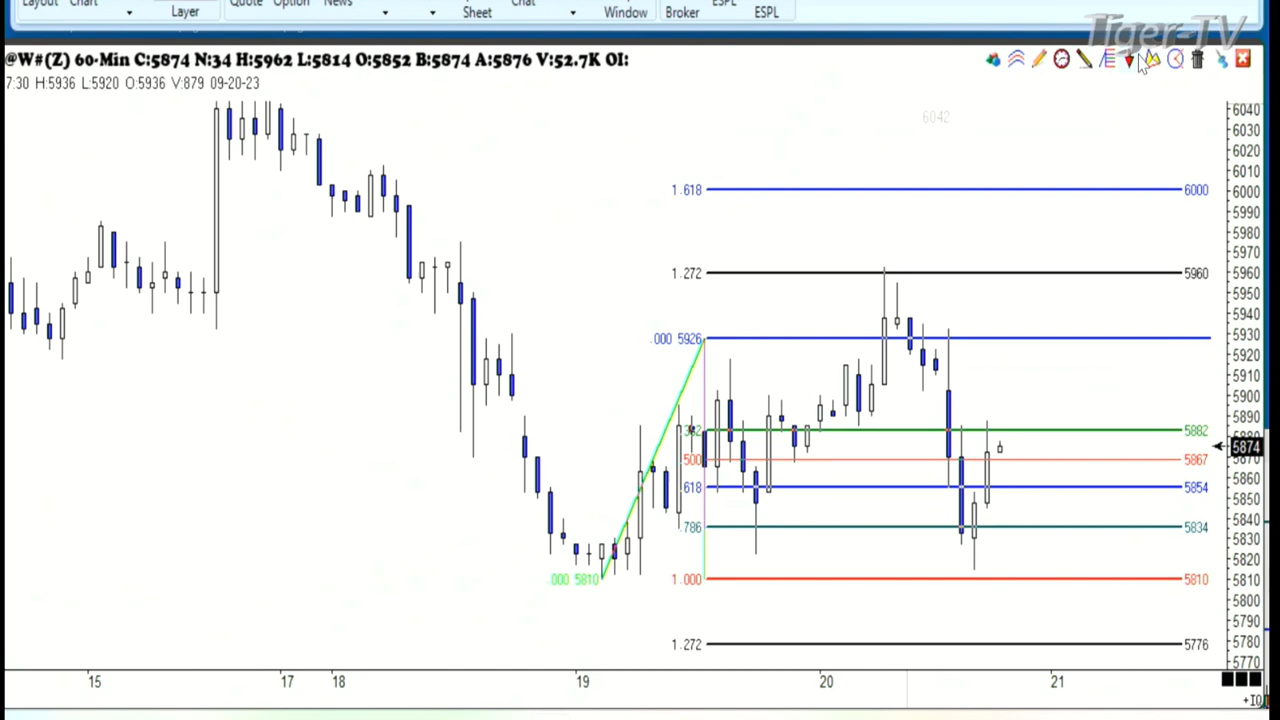 Layout Chart Quote Option News Chat ESPL
Layer Sheet Window Broker ESPL
Tiger-TV
@W#(Z) 60-Min C:5874 N:34 H:5962 L:5814 O:5852 B:5874 A:5876 V:52.7K OI:
7:30 H:5936 L:5920 O:5936 V:879 09-20-23
6042
6040
6030
6020
6010
1.618 6000 6000
5990
5980
5970
1.272 5960 5960
5950
5940
.000 5926 5930
5920
5910
5900
5890
382 5882
5874
500 5867 5870
5860
618 5854
5850
786 5834 5840
5830
5820
.000 5810 1.000 5810 5810
5800
5790
5780
1.272 5776
5770
15 17 18 19 20 21
+IQ